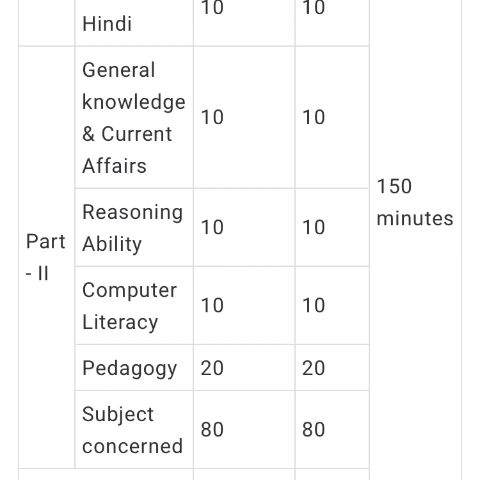 10 10
Hindi
General
knowledge
& Current
Affairs
10 10
150
minutes
Reasoning
Ability
10 10
Part
- II
Computer
Literacy
10 10
Pedagogy 20 20
Subject
concerned
80 80